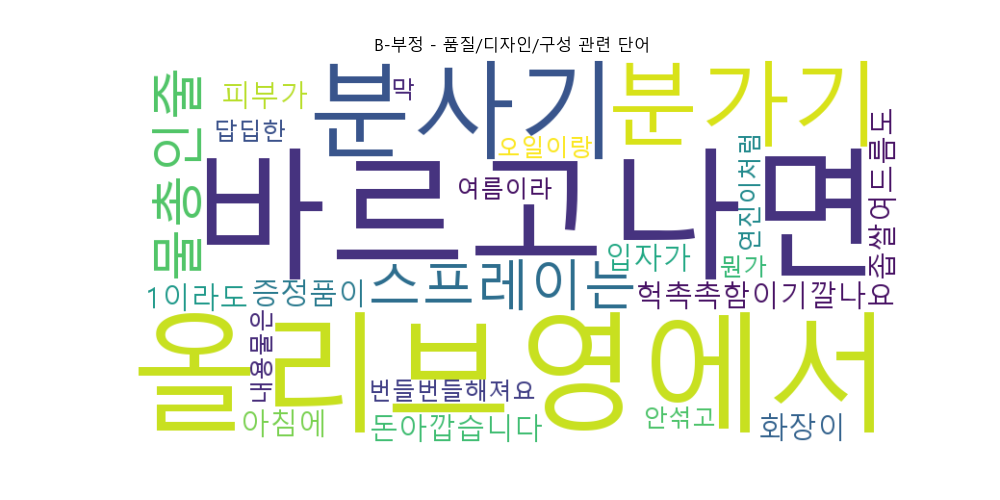 B-부정 - 품질/디자인/구성 관련 단어
물총인줄
피부가
막
분사기
분가기
답딥한
오일이랑
바르고나면
여름이라
연진이처럼
좁쌀여드름도
입자가
뭔가
1이라도
증정품이
스프레이는
헉촉촉함이기깔나요
올리브영에서
내용물은
번들번들해져요
아침에
돈아깝습니다
안섞고
화장이